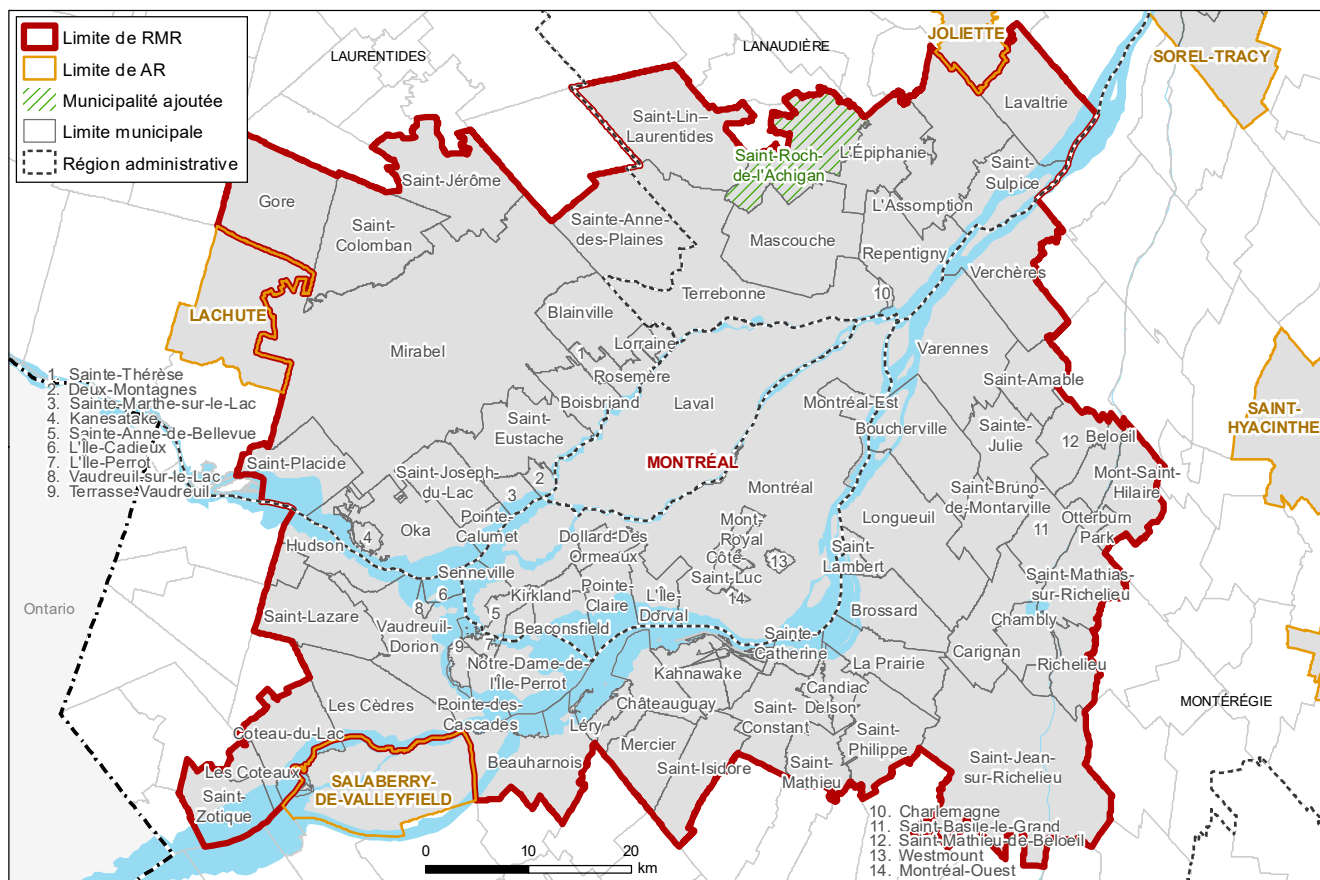 Limite de RMR
Limite de AR
Municipalité ajoutée
Limite municipale
Région administrative
LAURENTIDES
LANAUDIÈRE
JOLIETTE
SOREL-TRACY
Lavaltrie
Saint-Lin–
Laurentides
Saint-Roch-
de-l'Achigan
L'Épiphanie
Saint-
Sulpice
Saint-Jérôme
Gore
Saint-
Colomban
Sainte-Anne-
des-Plaines
Mascouche
L'Assomption
Repentigny
Verchères
LACHUTE
Terrebonne
10
Blainville
Mirabel
Lorraine
1
Rosemère
Varennes
Boisbriand
Laval
Montréal-Est
Saint-Amable
1. Sainte-Thérèse
2. Deux-Montagnes
3. Sainte-Marthe-sur-le-Lac
4. Kanesatake
5. Sainte-Anne-de-Bellevue
6. L'Île-Cadieux
7. L'Île-Perrot
8. Vaudreuil-sur-le-Lac
9. Terrasse-Vaudreuil
Saint-
Eustache
Boucherville
Sainte-
Julie
12
Beloeil
SAINT-
HYACINTHE
Saint-Placide
Saint-Joseph-
du-Lac
2
3
MONTRÉAL
Montréal
Mont-Saint-
Hilaire
Saint-Bruno-
de-Montarville
Oka
4
Pointe-
Calumet
Longueuil
11
Otterburn
Park
Hudson
Dollard-Des
Ormeaux
Mont-
Royal
Côte-
Saint-Luc
13
14
Saint-
Lambert
Senneville
6
Kirkland
Pointe-
Claire
L'Île-
Dorval
Saint-Mathias-
sur-Richelieu
Ontario
Saint-Lazare
8
5
Vaudreuil-
Dorion
Beaconsfield
Brossard
Chambly
9
7
Notre-Dame-de-
l'Île-Perrot
Sainte-
Catherine
La Prairie
Carignan
Richelieu
Kahnawake
Les Cèdres
Pointe-des-
Cascades
Léry
Châteauguay
Candiac
Delson
Saint-
Constant
MONTÉRÉGIE
Coteau-du-Lac
Mercier
Saint-
Philippe
Les Coteaux
Beauharnois
Saint-Isidore
Saint-
Mathieu
Saint-Jean-
sur-Richelieu
Saint-
Zotique
SALABERRY-
DE-VALLEYFIELD
10. Charlemagne
11. Saint-Basile-le-Grand
12. Saint-Mathieu-de-Beloeil
13. Westmount
14. Montréal-Ouest
0 10 20
km